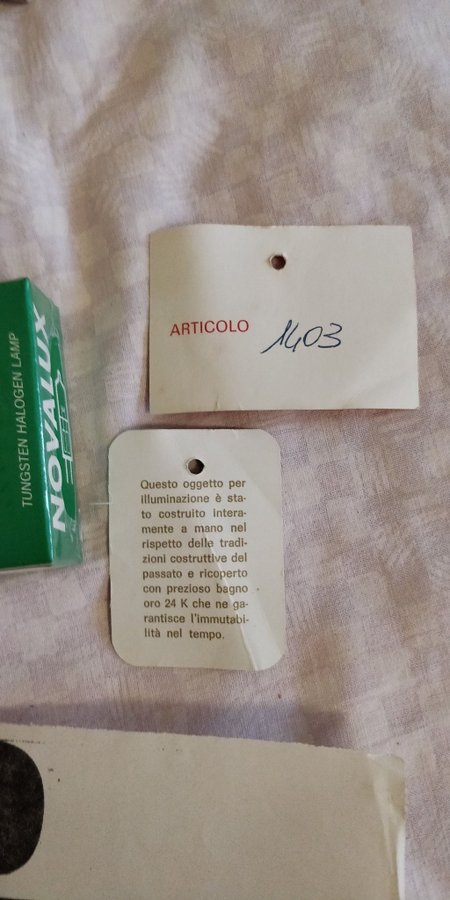 ARTICOLO 1403
TUNGSTEN HALOGEN LAMP
NOVALUX
Questo oggetto per
illuminazione è sta-
to costruito intera-
mente a mano nel
rispetto delle tradi-
zioni costruttive del
passato e ricoperto
con prezioso bagno
oro 24 K che ne ga-
rantisce l'immutabi-
lità nel tempo.